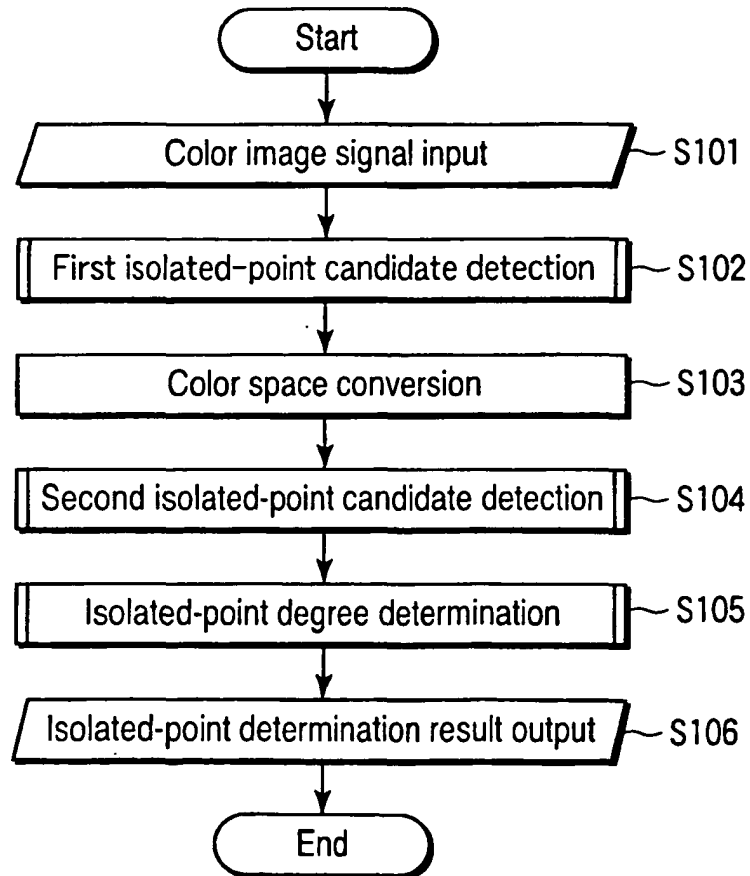 Start
Color image signal input S101
First isolated-point candidate detection S102
Color space conversion S103
Second isolated-point candidate detection S104
Isolated-point degree determination S105
Isolated-point determination result output S106
End